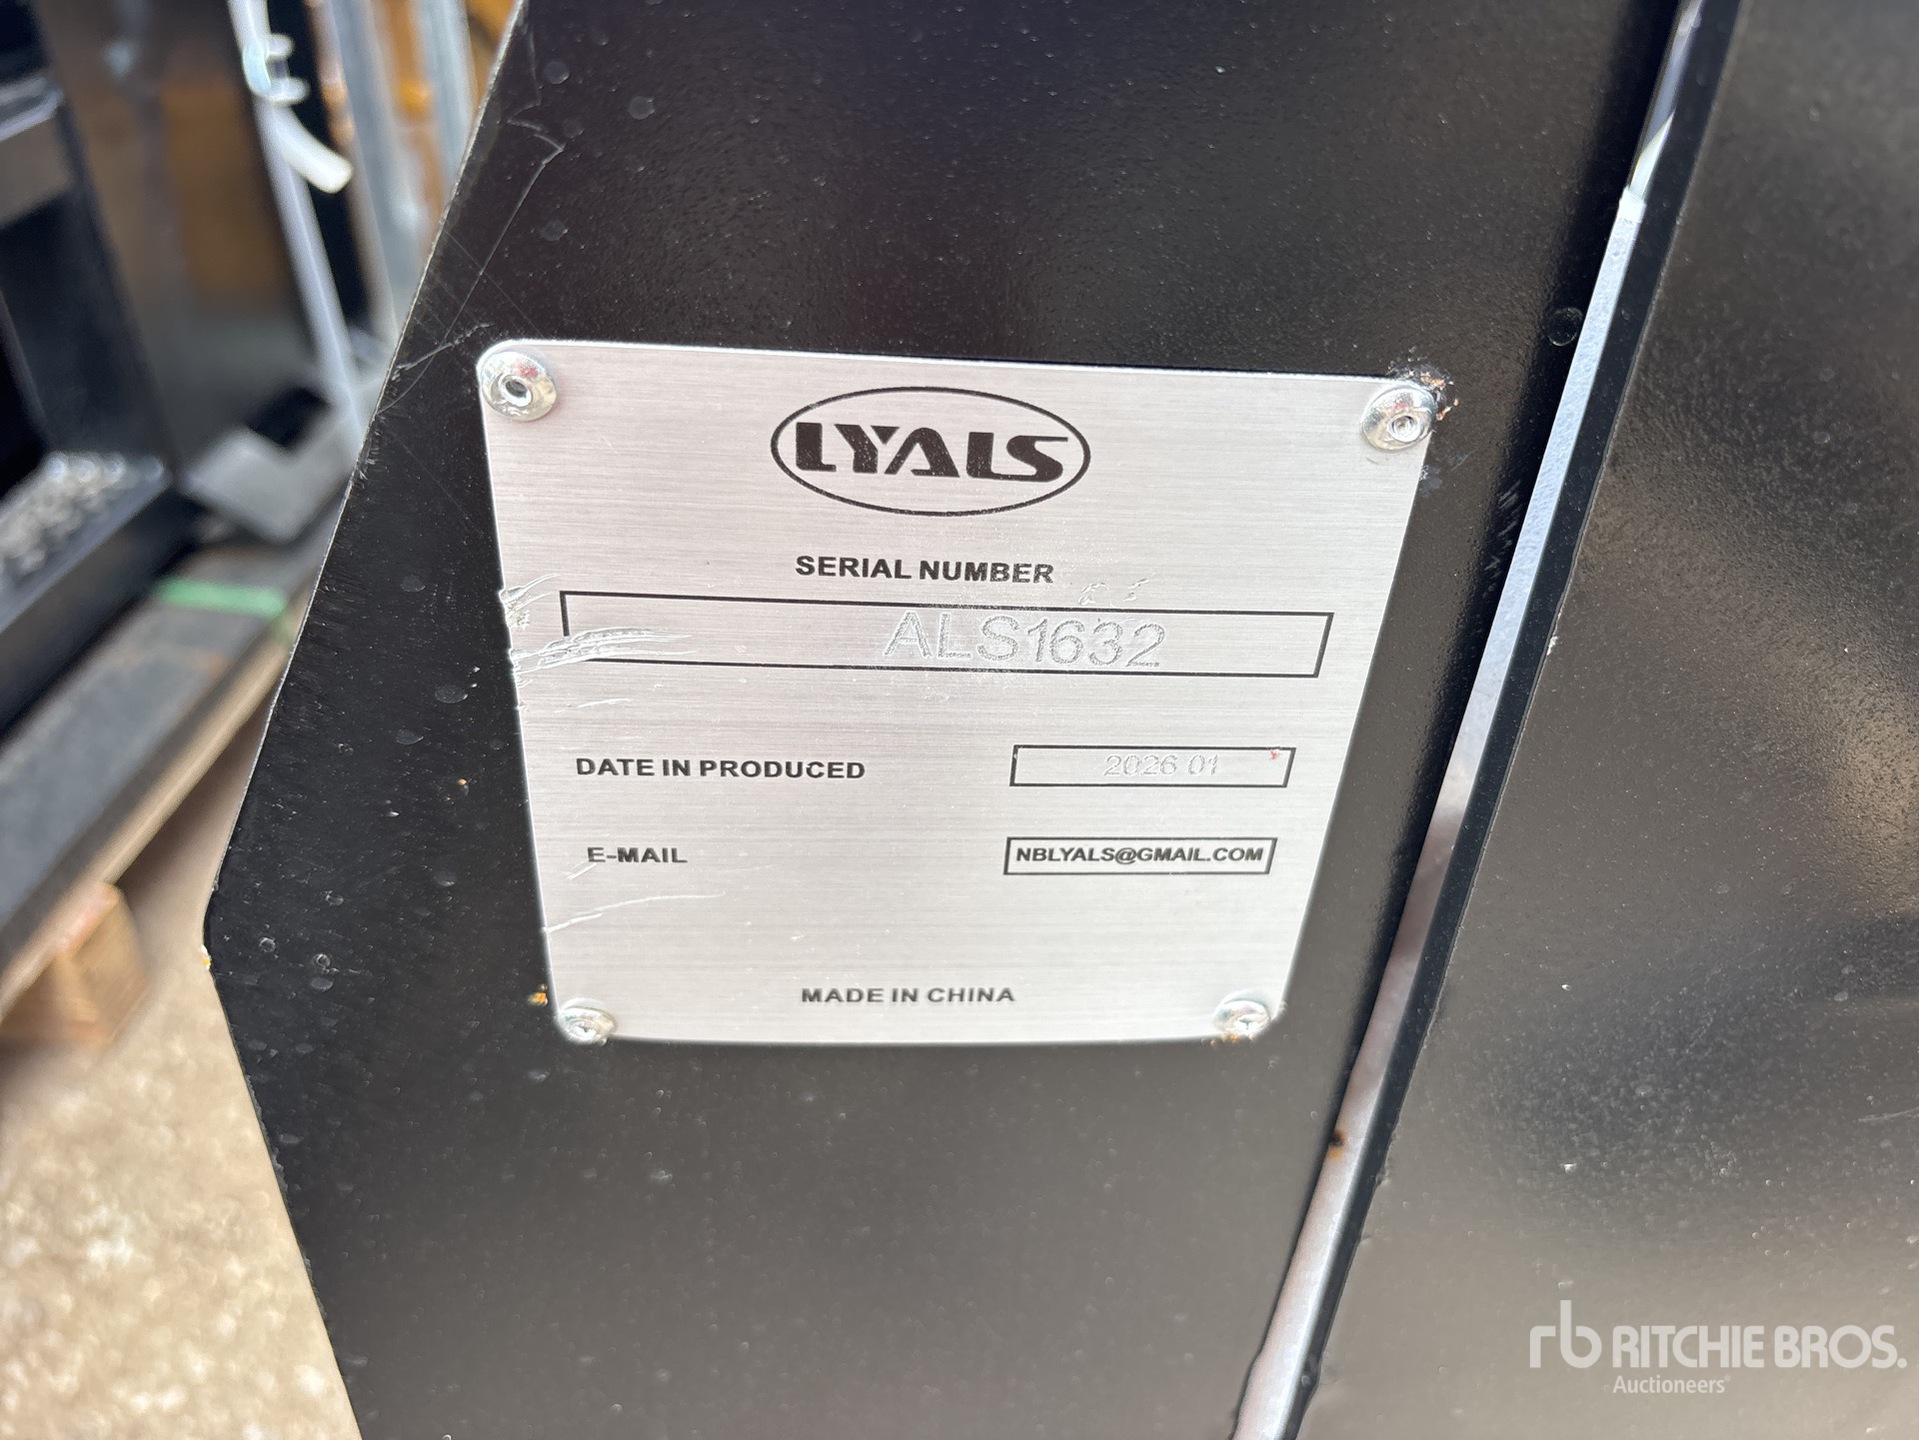 LYALS
SERIAL NUMBER
ALS1632
DATE IN PRODUCED 2026 01
E-MAIL NBLYALS@GMAIL.COM
MADE IN CHINA
rb RITCHIE BROS.
Auctioneers